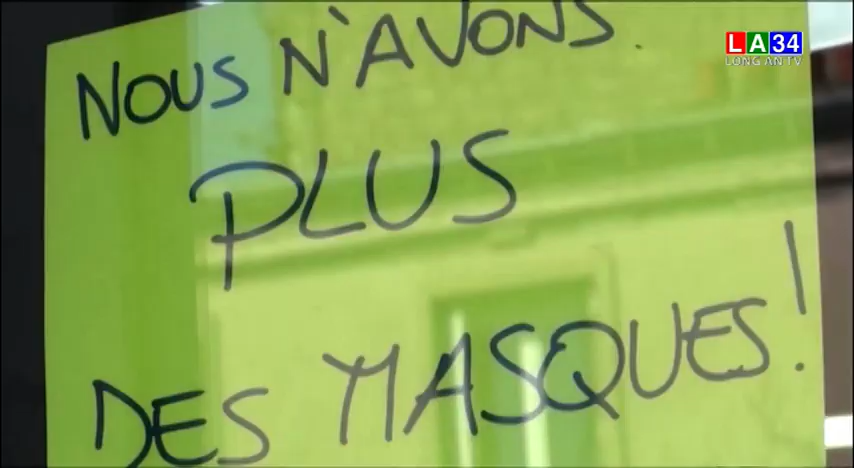 NOUS N'AVONS
PLUS
DES MASQUES!
LA34
LONG AN TV